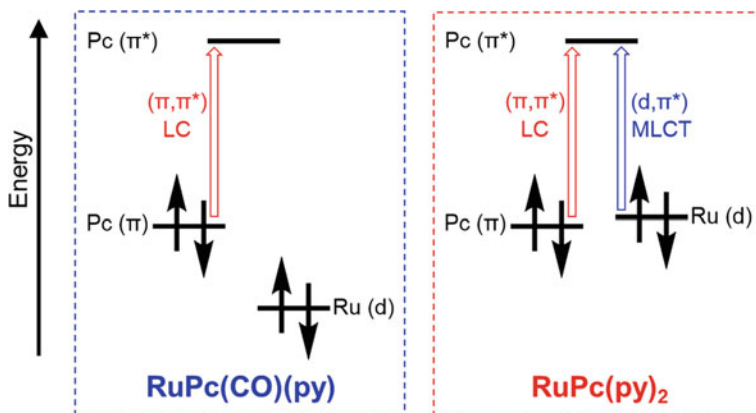 Energy
Pc (π*)
(π,π*)
LC
Pc (π)
Ru (d)
RuPc(CO)(py)
Pc (π*)
(π,π*)
LC
(d,π*)
MLCT
Pc (π)
Ru (d)
RuPc(py)₂